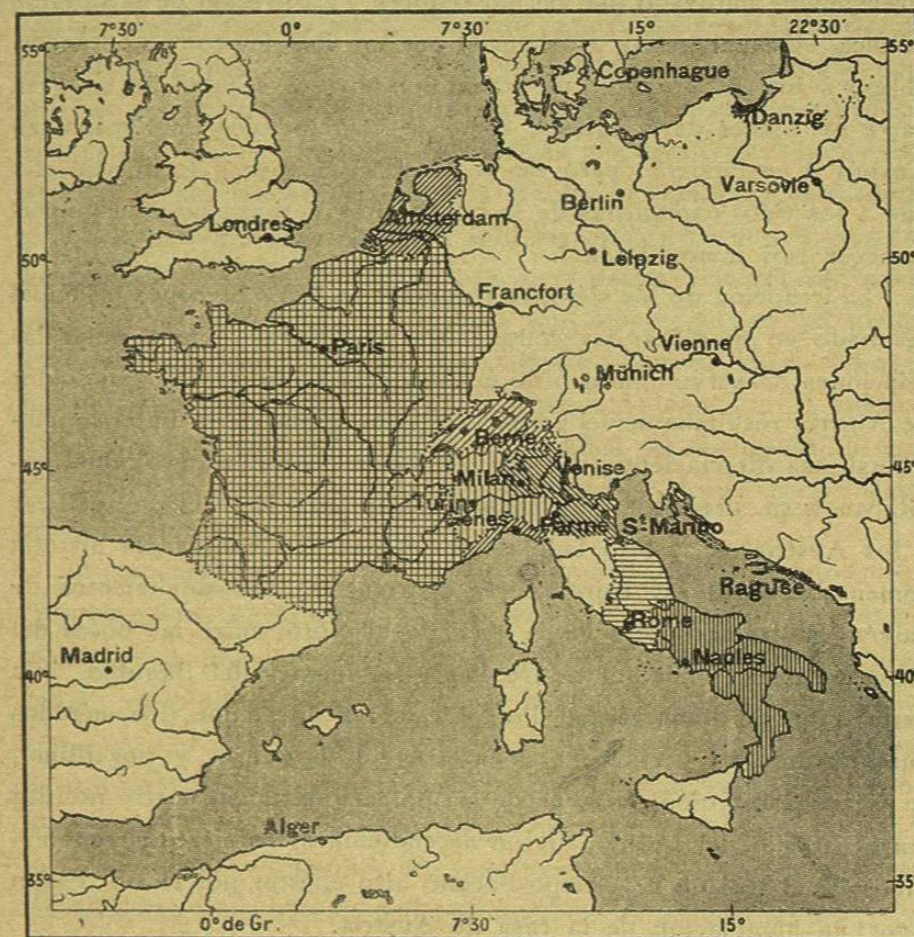 7°30' 0° 7°30' 15° 22°30'
55° 55°
Copenhague
Danzig
Varsovie
Berlin
Amsterdam
Londres
Leipzig
50° 50°
Francfort
Paris
Vienne
Münich
Berne
45° Milan Venise 45°
Turin
Gênes Parme St Marino
Raguse
Rome
Madrid Naples
40° 40°
Alger
35° 35°
0° de Gr. 7°30' 15°